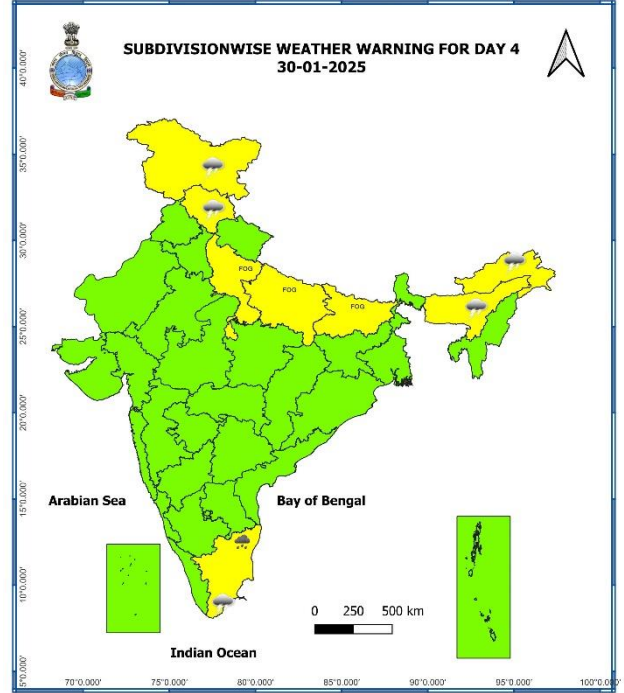 SUBDIVISIONWISE WEATHER WARNING FOR DAY 4
30-01-2025
40°0.000'
35°0.000'
FOG
30°0.000'
FOG
FOG
25°0.000'
20°0.000'
Arabian Sea
Bay of Bengal
15°0.000'
10°0.000'
0 250 500 km
Indian Ocean
5°0.000'
70°0.000' 75°0.000' 80°0.000' 85°0.000' 90°0.000' 95°0.000' 100°0.000'